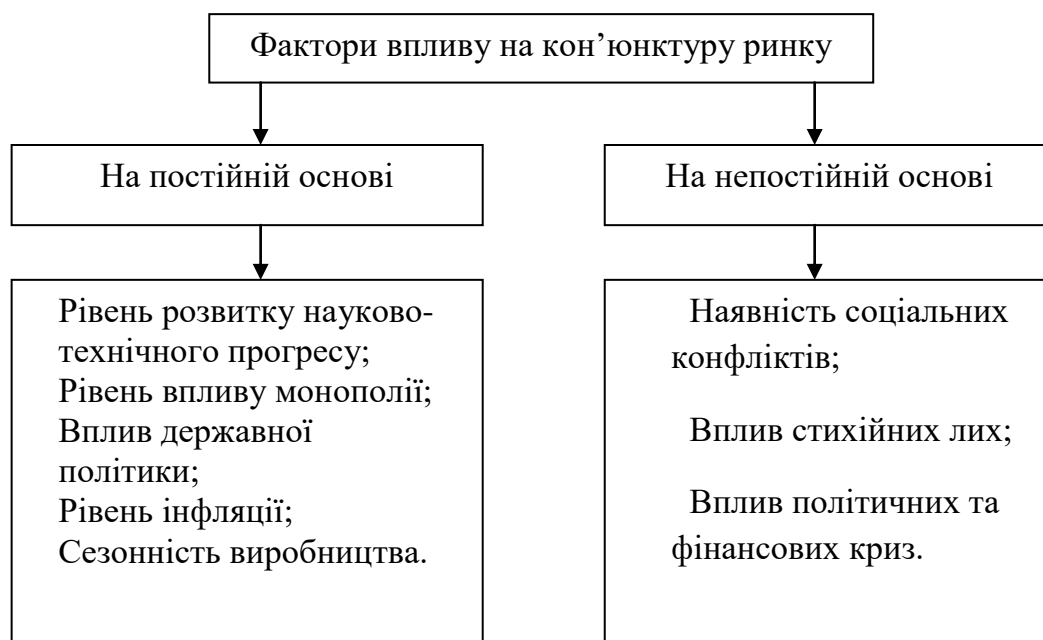 Фактори впливу на кон’юнктуру ринку
На постійній основі
На непостійній основі
Рівень розвитку науково-
технічного прогресу;
Рівень впливу монополії;
Вплив державної
політики;
Рівень інфляції;
Сезонність виробництва.
Наявність соціальних
конфліктів;
Вплив стихійних лих;
Вплив політичних та
фінансових криз.